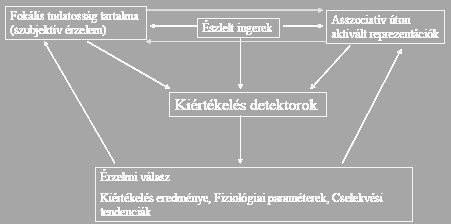 Fokális tudatosság tartalma
(szubjektív érzelem)
Észlelt ingerek
Asszociatív úton
aktivált reprezentációk
Kiértékelés detektorok
Érzelmi válasz
Kiértékelés eredménye, Fiziológiai paraméterek, Cselekvési
tendenciák